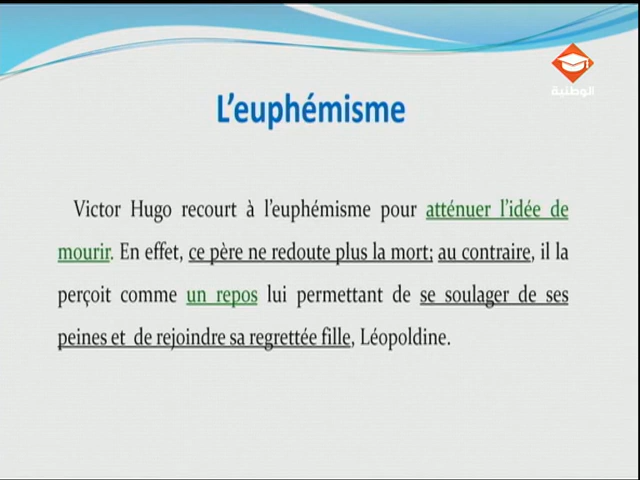 الوطنية
L'euphémisme
Victor Hugo recourt à l'euphémisme pour atténuer l'idée de
mourir. En effet, ce père ne redoute plus la mort; au contraire, il la
perçoit comme un repos lui permettant de se soulager de ses
peines et de rejoindre sa regrettée fille, Léopoldine.